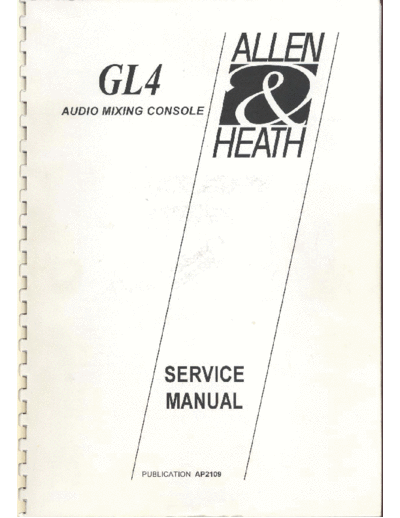 GL4
AUDIO MIXING CONSOLE
ALLEN
&
HEATH
SERVICE
MANUAL
PUBLICATION AP2109